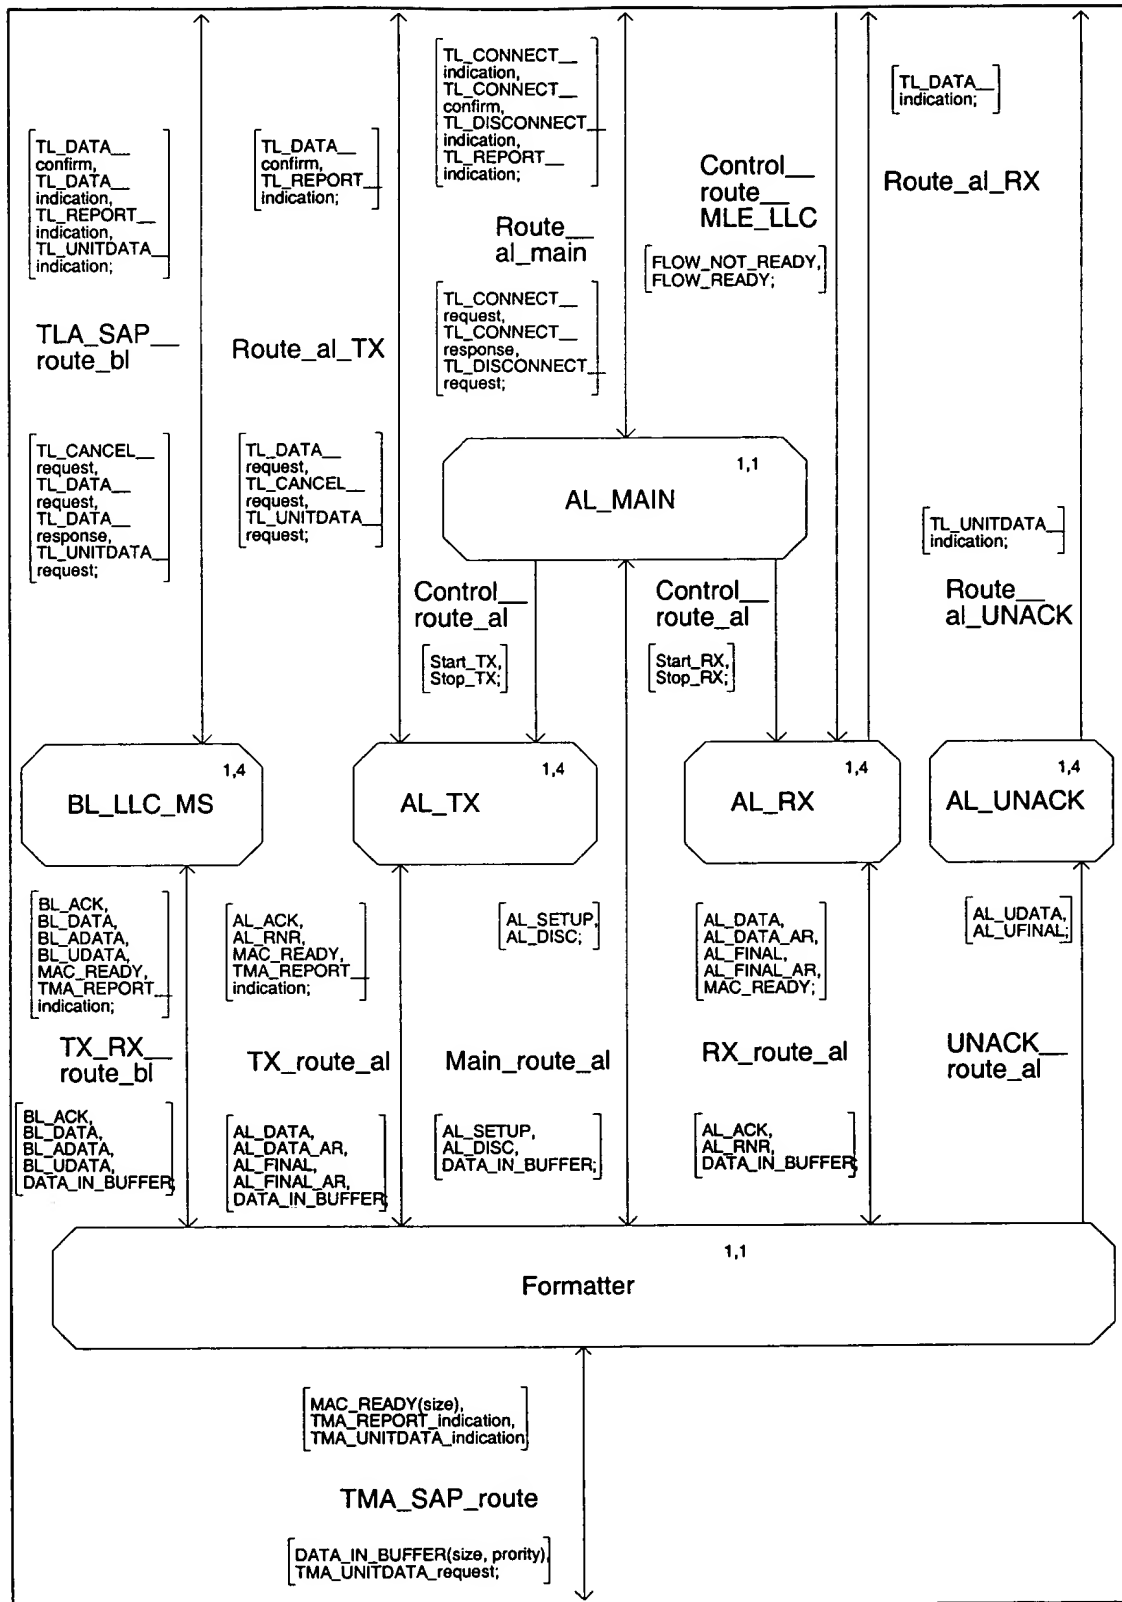 TL_CONNECT__
indication,
TL_CONNECT__
confirm,
TL_DISCONNECT__
indication,
TL_REPORT__
indication;
TL_DATA__
indication;
TL_DATA__
confirm,
TL_DATA__
indication,
TL_REPORT__
indication,
TL_UNITDATA__
indication;
TL_DATA__
confirm,
TL_REPORT__
indication;
Control__
route__
MLE_LLC
Route_al_RX
Route__
al_main
FLOW_NOT_READY,
FLOW_READY;
TLA_SAP__
route_bl
Route_al_TX
TL_CONNECT__
request,
TL_CONNECT__
response,
TL_DISCONNECT__
request;
TL_CANCEL__
request,
TL_DATA__
request,
TL_DATA__
response,
TL_UNITDATA__
request;
TL_DATA__
request,
TL_CANCEL__
request,
TL_UNITDATA__
request;
1,1
AL_MAIN
TL_UNITDATA__
indication;
Control__
route_al
Control__
route_al
Route__
al_UNACK
Start_TX,
Stop_TX;
Start_RX,
Stop_RX;
1,4
BL_LLC_MS
1,4
AL_TX
1,4
AL_RX
1,4
AL_UNACK
BL_ACK,
BL_DATA,
BL_ADATA,
BL_UDATA,
MAC_READY,
TMA_REPORT__
indication;
AL_ACK,
AL_RNR,
MAC_READY,
TMA_REPORT__
indication;
AL_SETUP,
AL_DISC;
AL_DATA,
AL_DATA_AR,
AL_FINAL,
AL_FINAL_AR,
MAC_READY;
AL_UDATA,
AL_UFINAL;
TX_RX__
route_bl
TX_route_al
Main_route_al
RX_route_al
UNACK__
route_al
BL_ACK,
BL_DATA,
BL_ADATA,
BL_UDATA,
DATA_IN_BUFFER;
AL_DATA,
AL_DATA_AR,
AL_FINAL,
AL_FINAL_AR,
DATA_IN_BUFFER;
AL_SETUP,
AL_DISC,
DATA_IN_BUFFER;
AL_ACK,
AL_RNR,
DATA_IN_BUFFER;
1,1
Formatter
MAC_READY(size),
TMA_REPORT_indication,
TMA_UNITDATA_indication
TMA_SAP_route
DATA_IN_BUFFER(size, prority),
TMA_UNITDATA_request;